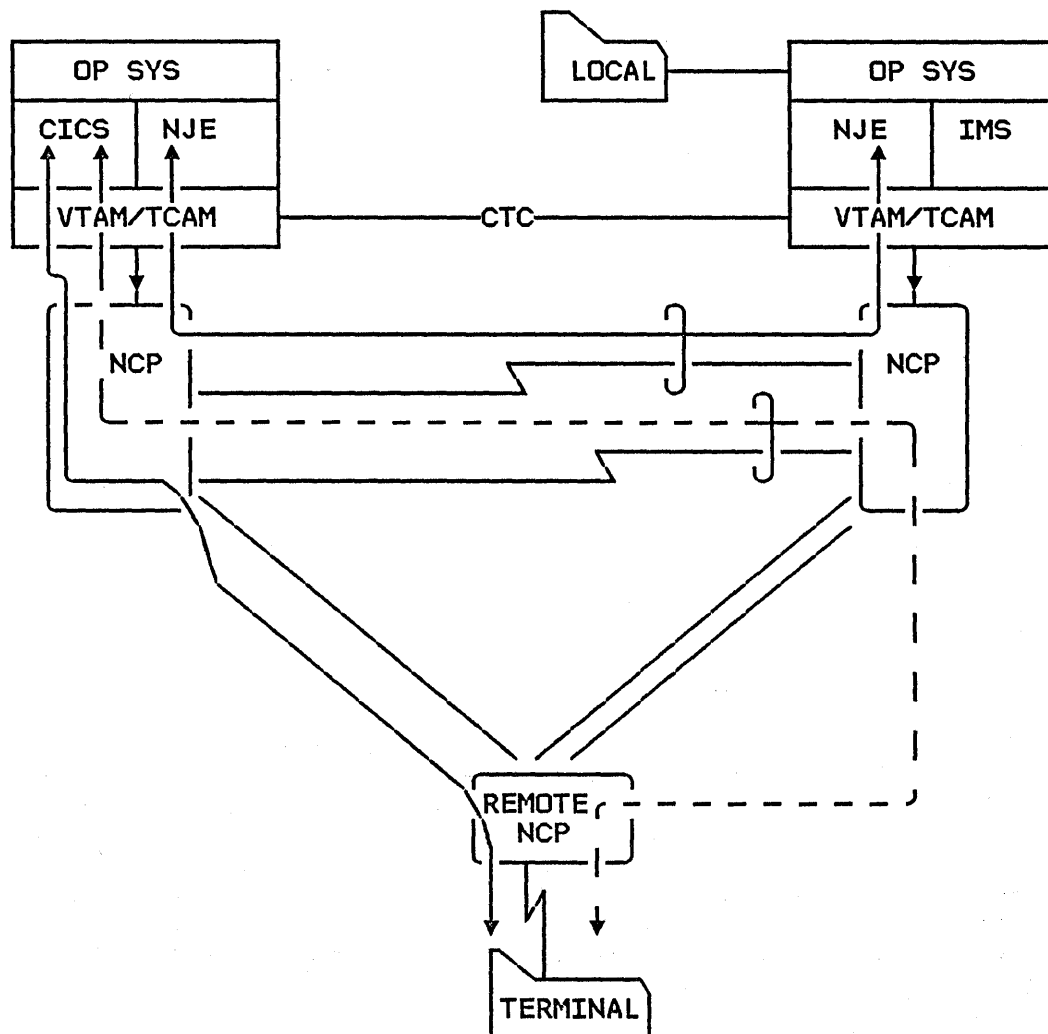 OP SYS
LOCAL
OP SYS
CICS
NJE
NJE
IMS
VTAM/TCAM
CTC
VTAM/TCAM
NCP
NCP
REMOTE
NCP
TERMINAL